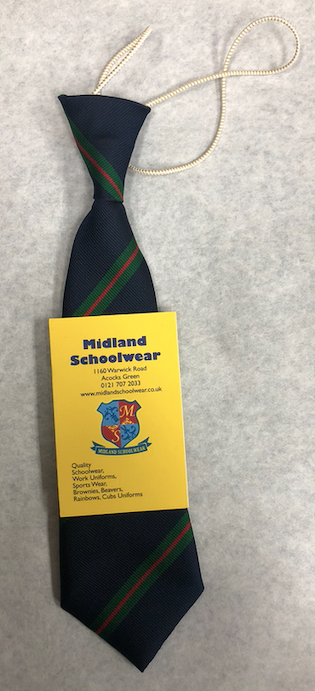 Midland
Schoolwear
1160 Warwick Road
Acocks Green
0121 707 2033
www.midlandschoolwear.co.uk
M
S
MIDLAND SCHOOLWEAR
Quality
Schoolwear,
Work Uniforms,
Sports Wear,
Brownies, Beavers,
Rainbows, Cubs Uniforms